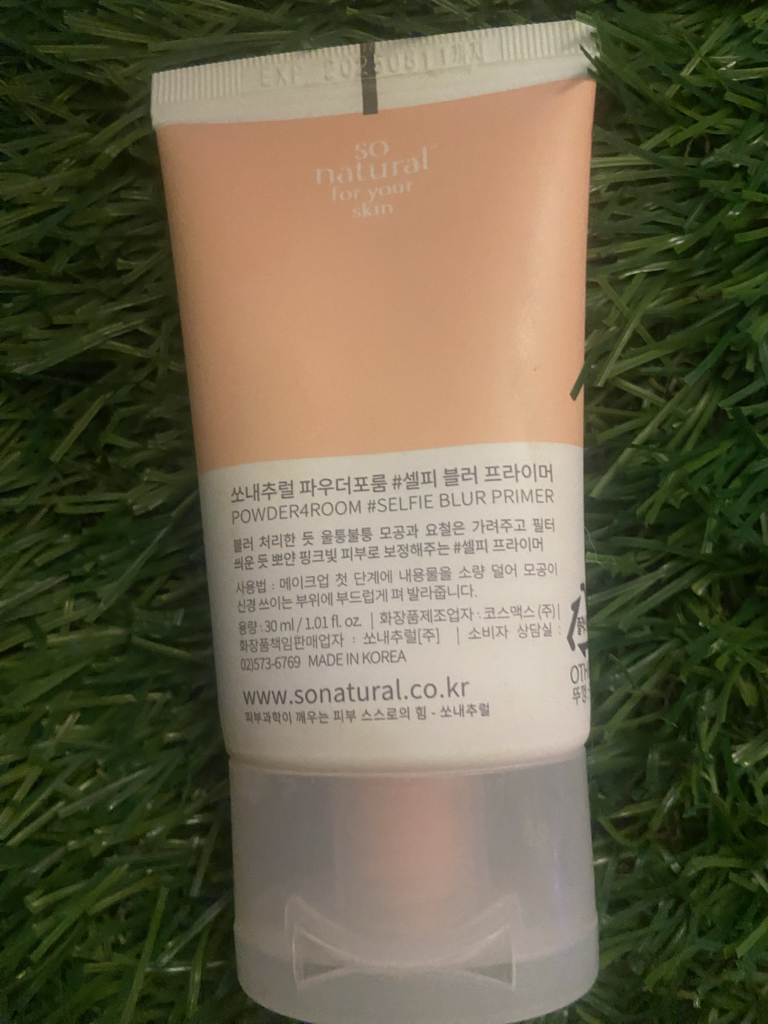 EXP 20250811
so
natural
for your
skin
쏘내추럴 파우더포룸 #셀피 블러 프라이머
POWDER4ROOM #SELFIE BLUR PRIMER
블러 처리한 듯 울퉁불퉁 모공과 요철은 가려주고 필터
씌운 듯 뽀얀 핑크빛 피부로 보정해주는 #셀피 프라이머
사용법 : 메이크업 첫 단계에 내용물을 소량 덜어 모공이
신경 쓰이는 부위에 부드럽게 펴 발라줍니다.
용량 : 30 ml / 1.01 fl. oz. | 화장품제조업자 : 코스맥스 (주) |
화장품책임판매업자 : 쏘내추럴[주] | 소비자 상담실 :
02)573-6769 MADE IN KOREA
www.sonatural.co.kr
피부과학이 깨우는 피부 스스로의 힘 - 쏘내추럴
OTH
뚜껑